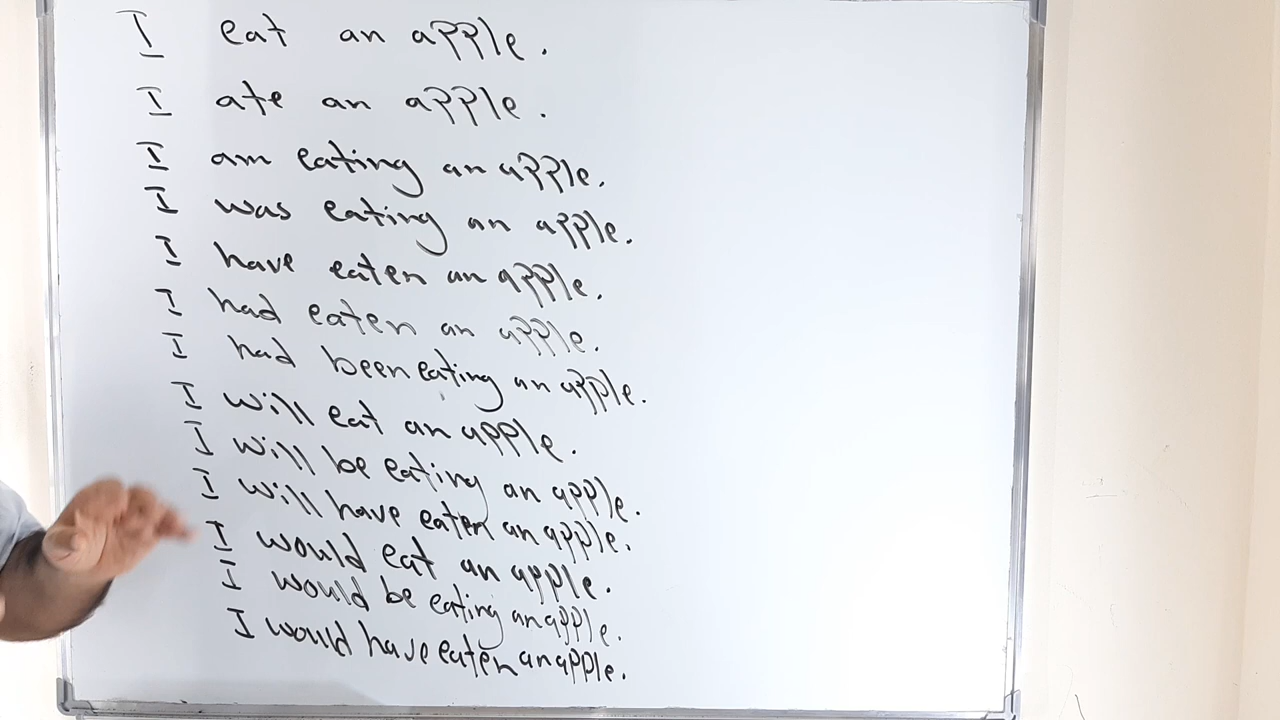 I eat an apple.
I ate an apple.
I am eating an apple.
I was eating an apple.
I have eaten an apple.
I had eaten an apple.
I had been eating an apple.
I will eat an apple.
I will be eating an apple.
I will have eaten an apple.
I would eat an apple.
I would be eating an apple.
I would have eaten an apple.